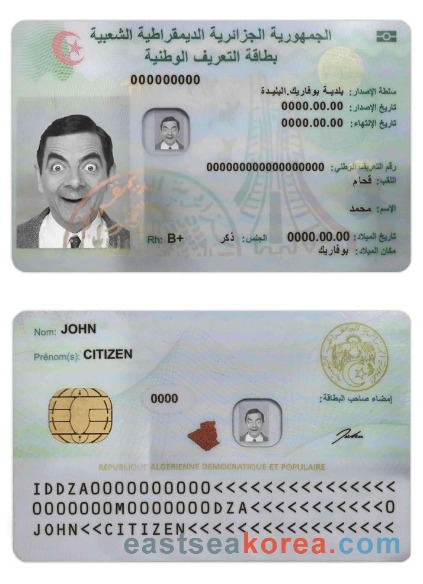 الجمهورية الجزائرية الديمقراطية الشعبية
بطاقة التعريف الوطنية
000000000
سلطة الإصدار: بلدية بوفاريك.البليدة
تاريخ الإصدار: 0000.00.00
تاريخ الإنتهاء: 0000.00.00
رقم التعريف الوطني: 000000000000000000
اللقب: قحام
الإسم: محمد
تاريخ الميلاد: 0000.00.00 الجنس: ذكر Rh: B+
مكان الميلاد: بوفاريك
Nom: JOHN
Prénom(s): CITIZEN
0000
إمضاء صاحب البطاقة:
John
REPUBLIQUE ALGERIENNE DEMOCRATIQUE ET POPULAIRE
IDDZA0000000000<<<<<<<<<<<<<<<
0000000M0000000DZA<<<<<<<<<<<0
JOHN<<CITIZEN<<<<<<<<<<<<<<<<<
eastseakorea.com